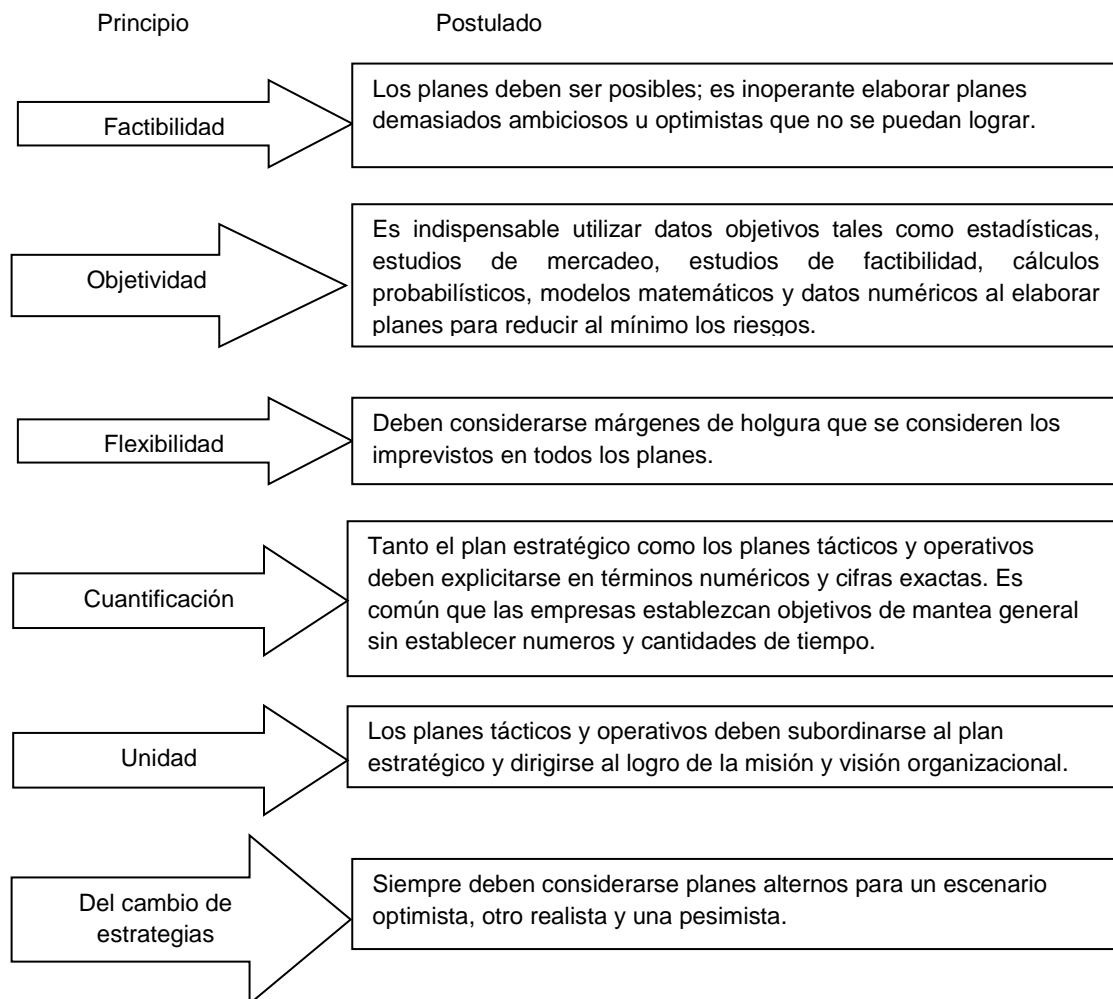 Principio Postulado
Factibilidad
Los planes deben ser posibles; es inoperante elaborar planes
demasiados ambiciosos u optimistas que no se puedan lograr.
Objetividad
Es indispensable utilizar datos objetivos tales como estadísticas,
estudios de mercadeo, estudios de factibilidad, cálculos
probabilísticos, modelos matemáticos y datos numéricos al elaborar
planes para reducir al mínimo los riesgos.
Flexibilidad
Deben considerarse márgenes de holgura que se consideren los
imprevistos en todos los planes.
Cuantificación
Tanto el plan estratégico como los planes tácticos y operativos
deben explicitarse en términos numéricos y cifras exactas. Es
común que las empresas establezcan objetivos de mantea general
sin establecer numeros y cantidades de tiempo.
Unidad
Los planes tácticos y operativos deben subordinarse al plan
estratégico y dirigirse al logro de la misión y visión organizacional.
Del cambio de
estrategias
Siempre deben considerarse planes alternos para un escenario
optimista, otro realista y una pesimista.